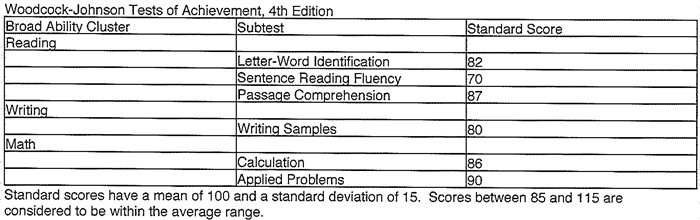 Woodcock-Johnson Tests of Achievement, 4th Edition
Broad Ability Cluster Subtest Standard Score
Reading
Letter-Word Identification 82
Sentence Reading Fluency 70
Passage Comprehension 87
Writing
Writing Samples 80
Math
Calculation 86
Applied Problems 90
Standard scores have a mean of 100 and a standard deviation of 15. Scores between 85 and 115 are
considered to be within the average range.